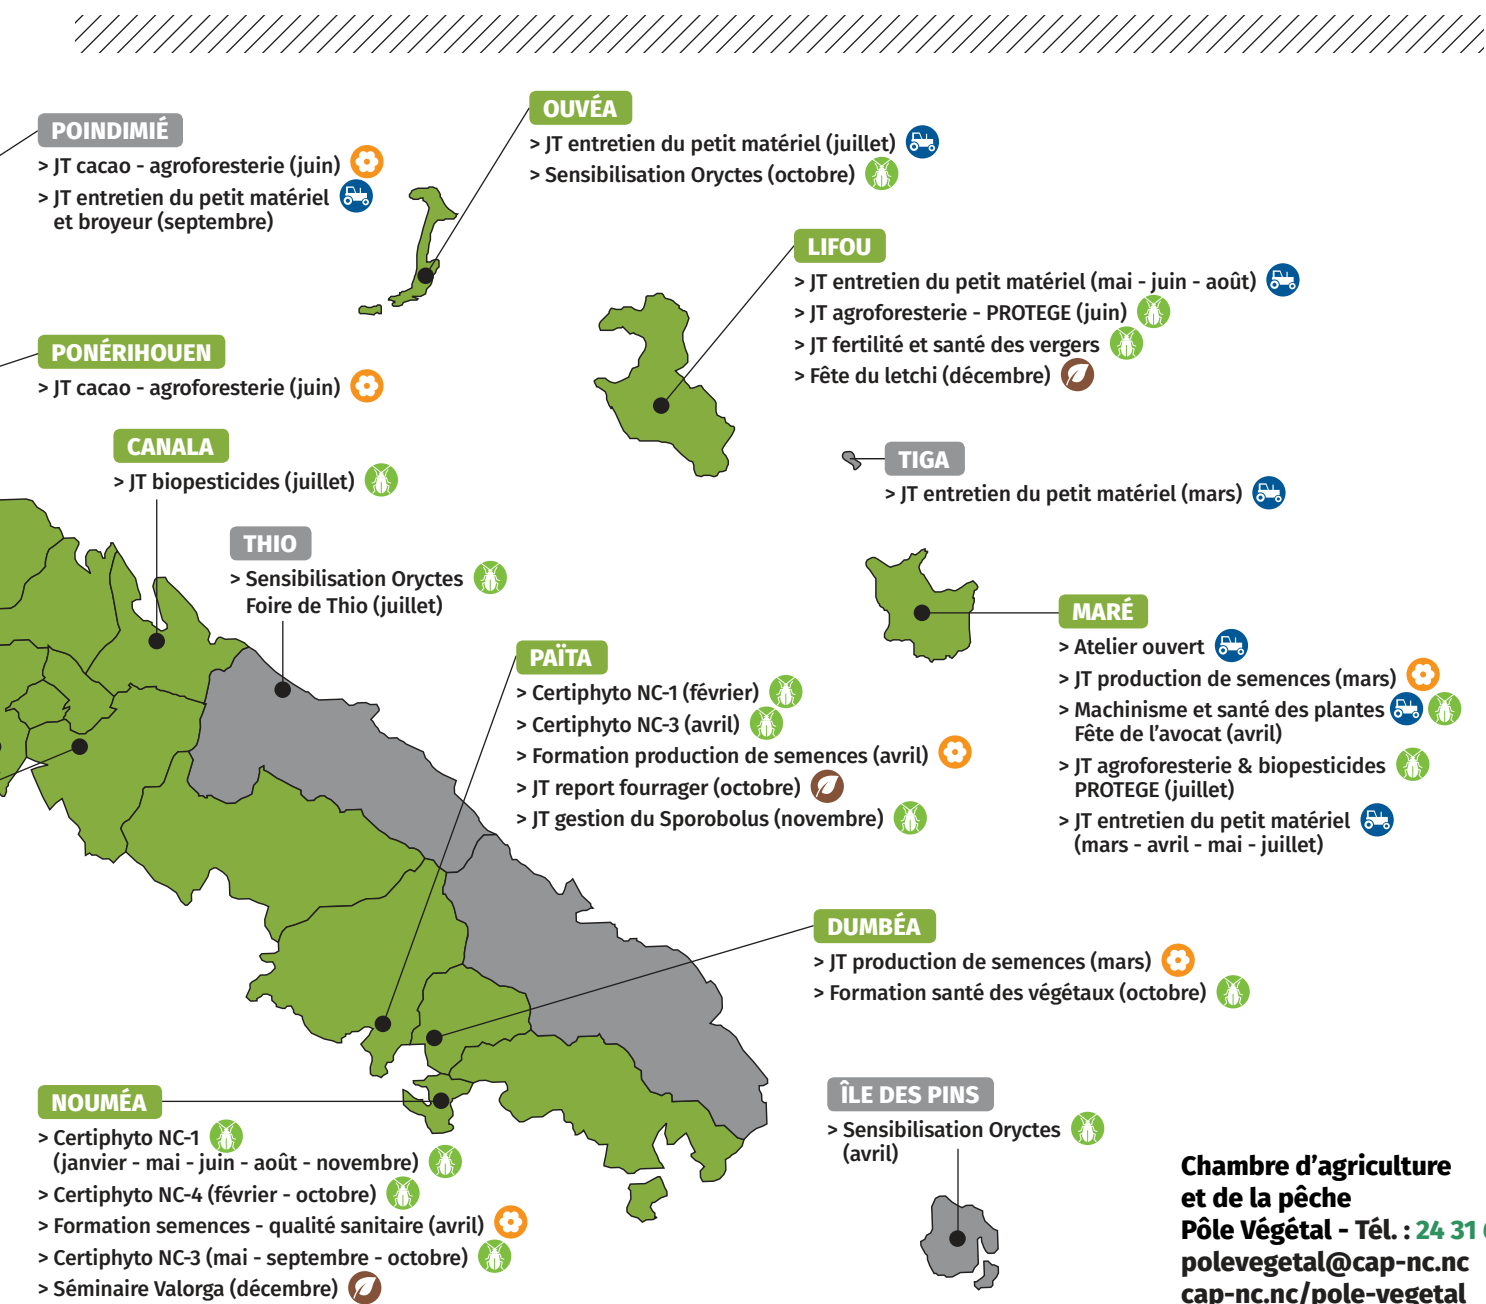 POINDIMIÉ
> JT cacao - agroforesterie (juin)
> JT entretien du petit matériel
et broyeur (septembre)
OUVÉA
> JT entretien du petit matériel (juillet)
> Sensibilisation Oryctes (octobre)
LIFOU
> JT entretien du petit matériel (mai - juin - août)
> JT agroforesterie - PROTEGE (juin)
> JT fertilité et santé des vergers
> Fête du letchi (décembre)
PONÉRIHOUEN
> JT cacao - agroforesterie (juin)
CANALA
> JT biopesticides (juillet)
TIGA
> JT entretien du petit matériel (mars)
THIO
> Sensibilisation Oryctes
Foire de Thio (juillet)
MARÉ
> Atelier ouvert
> JT production de semences (mars)
> Machinisme et santé des plantes
Fête de l’avocat (avril)
> JT agroforesterie & biopesticides
PROTEGE (juillet)
> JT entretien du petit matériel
(mars - avril - mai - juillet)
PAÏTA
> Certiphyto NC-1 (février)
> Certiphyto NC-3 (avril)
> Formation production de semences (avril)
> JT report fourrager (octobre)
> JT gestion du Sporobolus (novembre)
DUMBÉA
> JT production de semences (mars)
> Formation santé des végétaux (octobre)
NOUMÉA
> Certiphyto NC-1
(janvier - mai - juin - août - novembre)
> Certiphyto NC-4 (février - octobre)
> Formation semences - qualité sanitaire (avril)
> Certiphyto NC-3 (mai - septembre - octobre)
> Séminaire Valorga (décembre)
ÎLE DES PINS
> Sensibilisation Oryctes
(avril)
Chambre d’agriculture
et de la pêche
Pôle Végétal - Tél. : 24 31
polevegetal@cap-nc.nc
cap-nc.nc/pole-vegetal